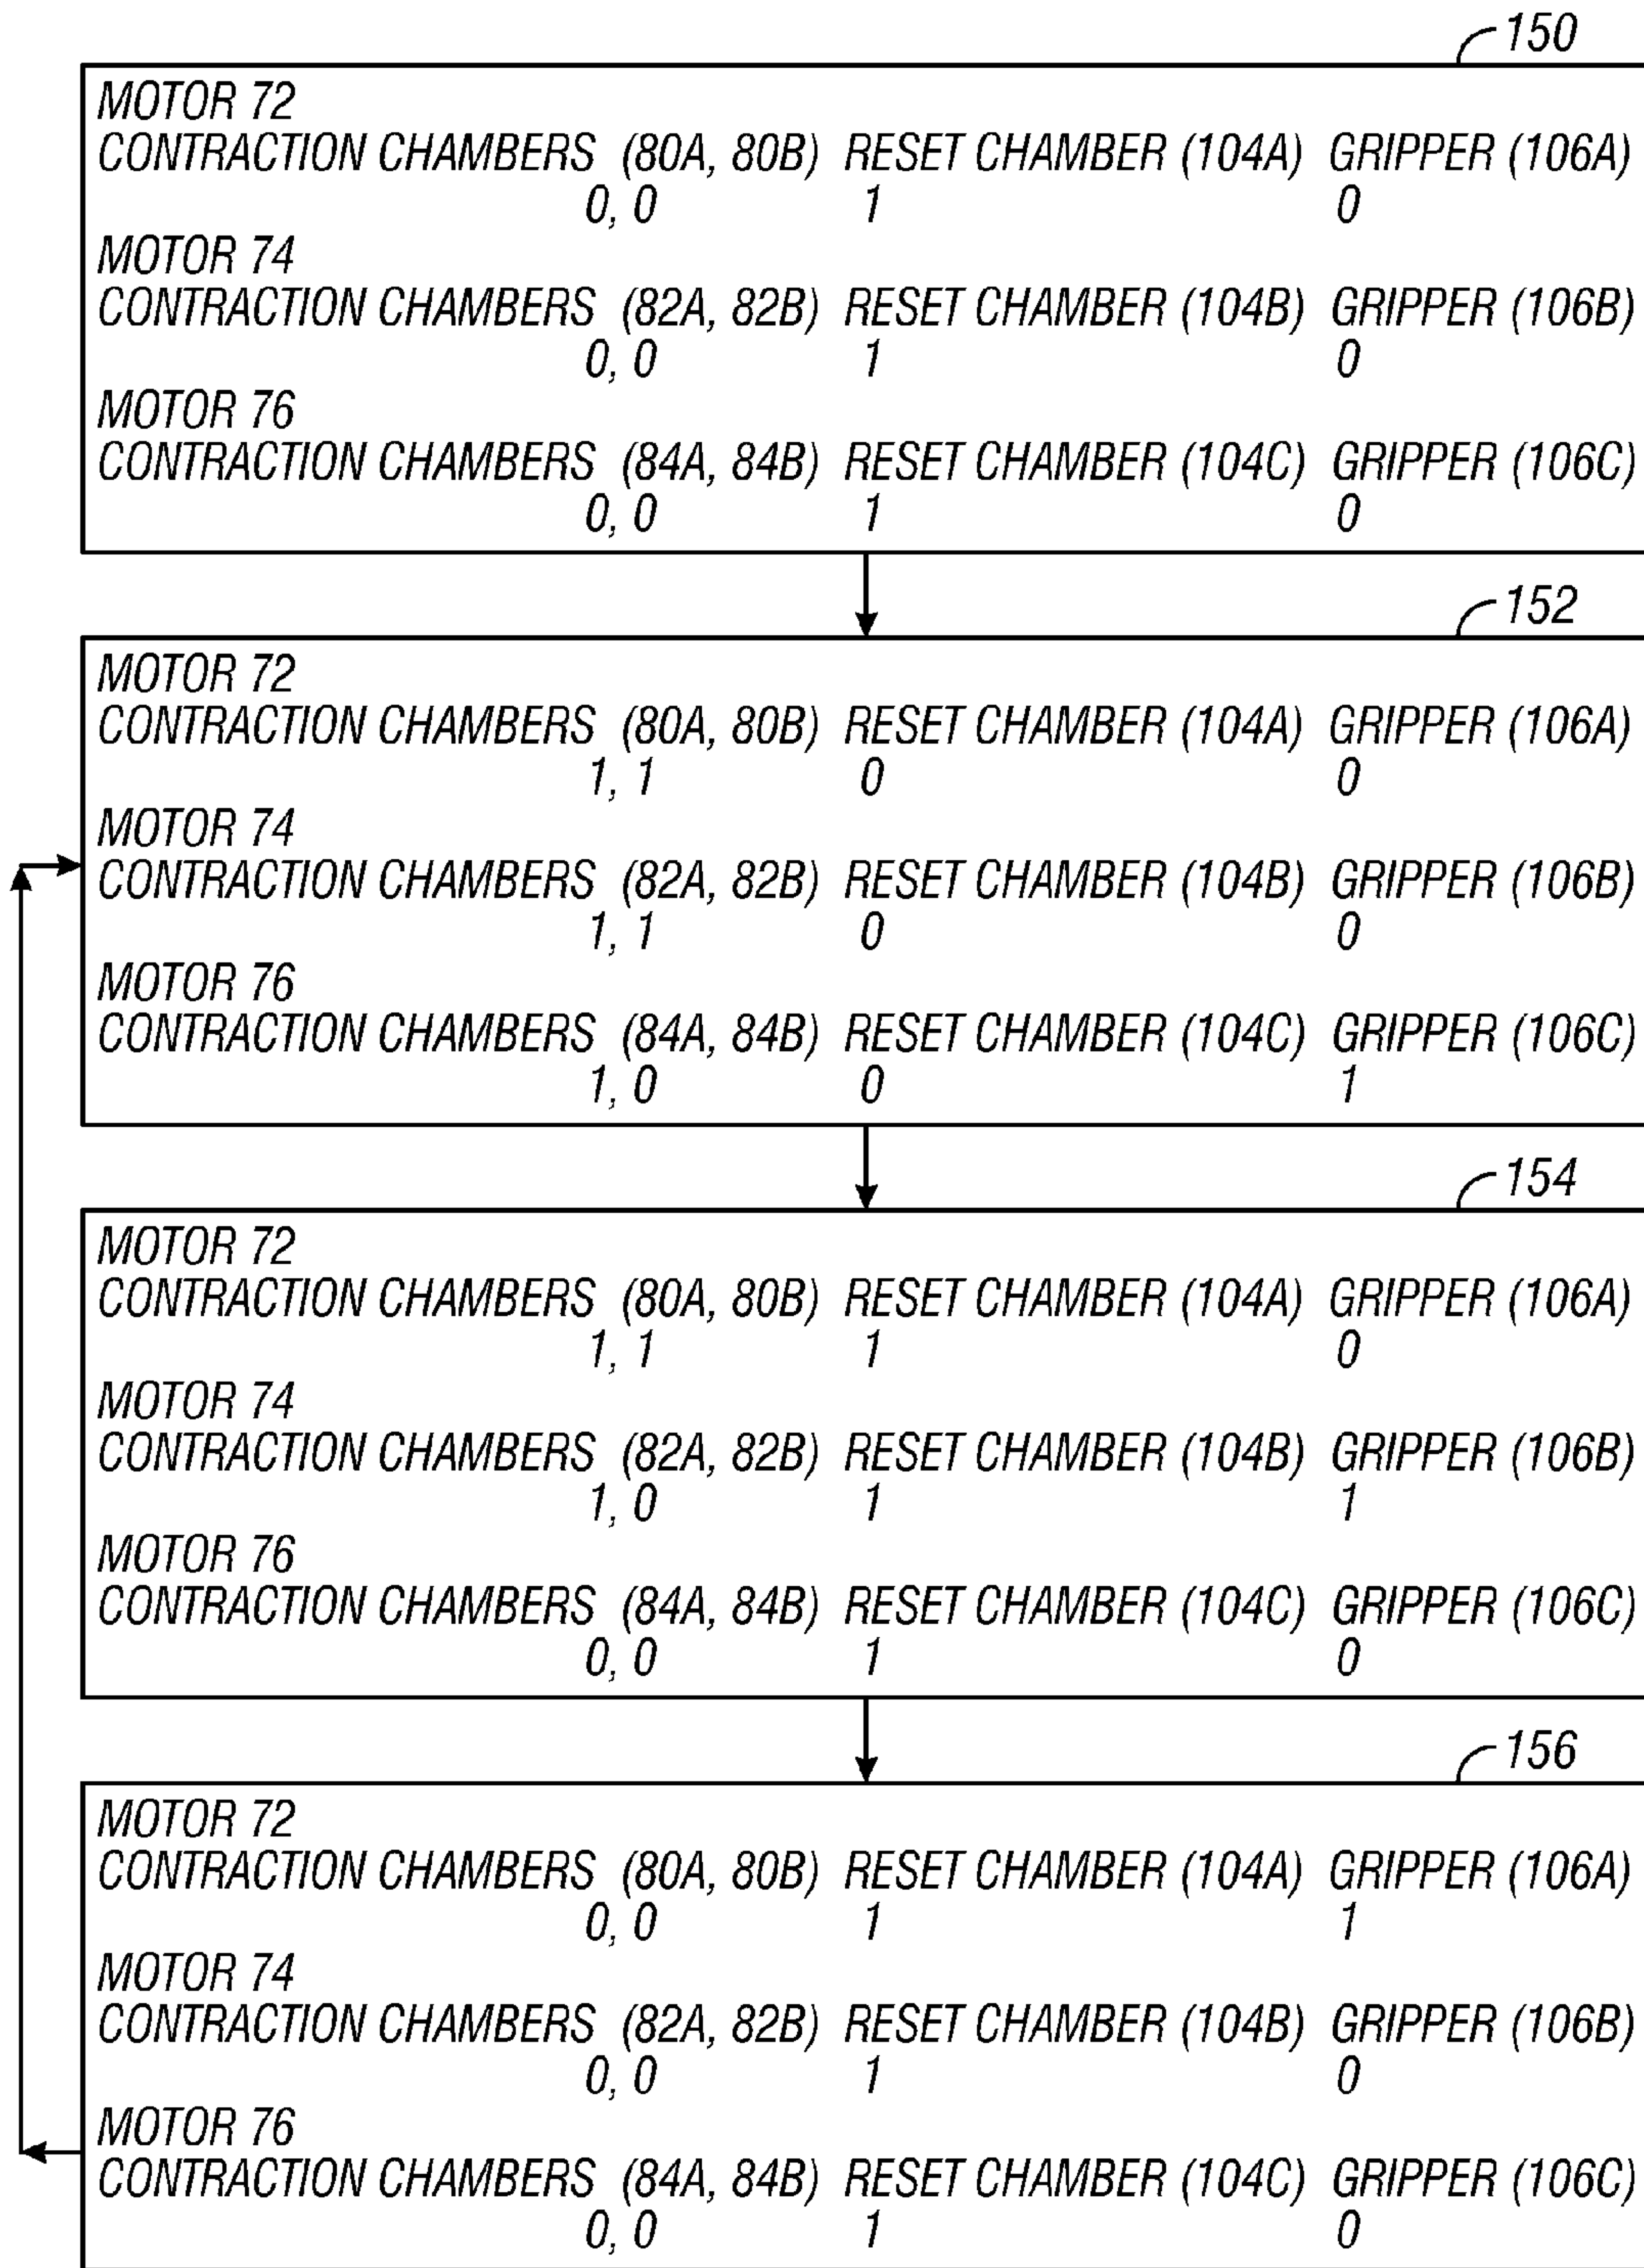 150
MOTOR 72
CONTRACTION CHAMBERS (80A, 80B) RESET CHAMBER (104A) GRIPPER (106A)
0, 0 1 0
MOTOR 74
CONTRACTION CHAMBERS (82A, 82B) RESET CHAMBER (104B) GRIPPER (106B)
0, 0 1 0
MOTOR 76
CONTRACTION CHAMBERS (84A, 84B) RESET CHAMBER (104C) GRIPPER (106C)
0, 0 1 0
152
MOTOR 72
CONTRACTION CHAMBERS (80A, 80B) RESET CHAMBER (104A) GRIPPER (106A)
1, 1 0 0
MOTOR 74
CONTRACTION CHAMBERS (82A, 82B) RESET CHAMBER (104B) GRIPPER (106B)
1, 1 0 0
MOTOR 76
CONTRACTION CHAMBERS (84A, 84B) RESET CHAMBER (104C) GRIPPER (106C)
1, 0 0 1
154
MOTOR 72
CONTRACTION CHAMBERS (80A, 80B) RESET CHAMBER (104A) GRIPPER (106A)
1, 1 1 0
MOTOR 74
CONTRACTION CHAMBERS (82A, 82B) RESET CHAMBER (104B) GRIPPER (106B)
1, 0 1 1
MOTOR 76
CONTRACTION CHAMBERS (84A, 84B) RESET CHAMBER (104C) GRIPPER (106C)
0, 0 1 0
156
MOTOR 72
CONTRACTION CHAMBERS (80A, 80B) RESET CHAMBER (104A) GRIPPER (106A)
0, 0 1 1
MOTOR 74
CONTRACTION CHAMBERS (82A, 82B) RESET CHAMBER (104B) GRIPPER (106B)
0, 0 1 0
MOTOR 76
CONTRACTION CHAMBERS (84A, 84B) RESET CHAMBER (104C) GRIPPER (106C)
0, 0 1 0